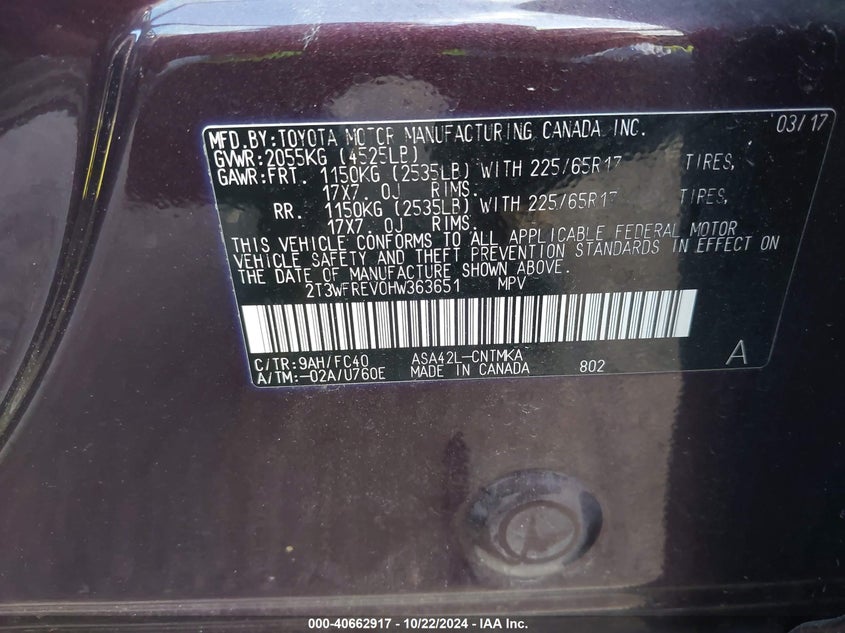 MFD.BY:TOYOTA MOTOR MANUFACTURING CANADA INC. 03/17
GVWR:2055KG (4525LB)
GAWR:FRT. 1150KG (2535LB) WITH 225/65R17 TIRES,
17X7.0J RIMS.
RR. 1150KG (2535LB) WITH 225/65R17 TIRES,
17X7.0J RIMS.
THIS VEHICLE CONFORMS TO ALL APPLICABLE FEDERAL MOTOR
VEHICLE SAFETY AND THEFT PREVENTION STANDARDS IN EFFECT ON
THE DATE OF MANUFACTURE SHOWN ABOVE.
2T3WFREV0HW363651 MPV
C/TR:9AH/FC40 ASA42L-CNTMKA A
A/TM:-02A/U760E MADE IN CANADA 802
000-40662917 - 10/22/2024 - IAA Inc.